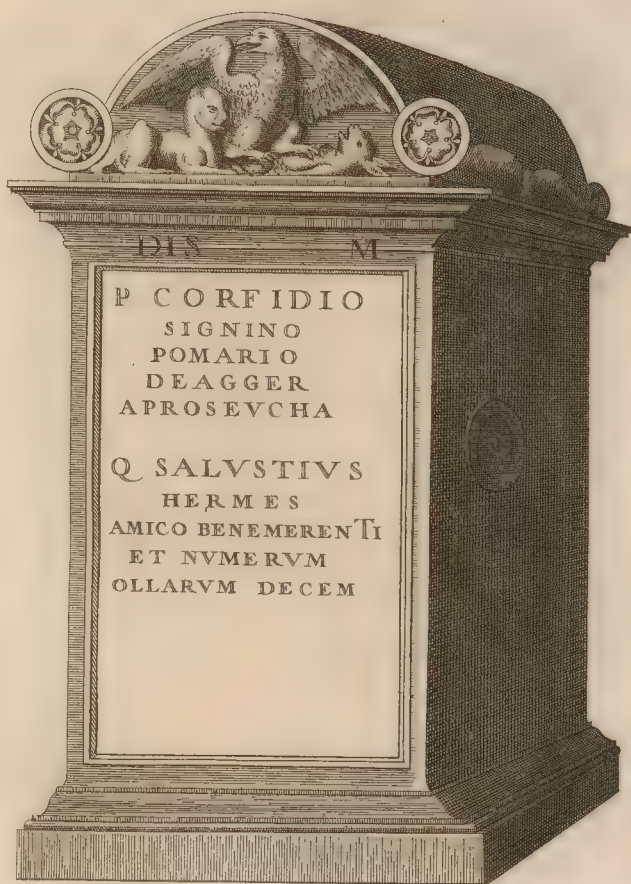 DIS M
P CORFIDIO
SIGNINO
POMARIO
DEAGGER
APROSEVCHA
Q SALVSTIVS
HERMES
AMICO BENEMERENTI
ET NVMERVM
OLLARVM DECEM